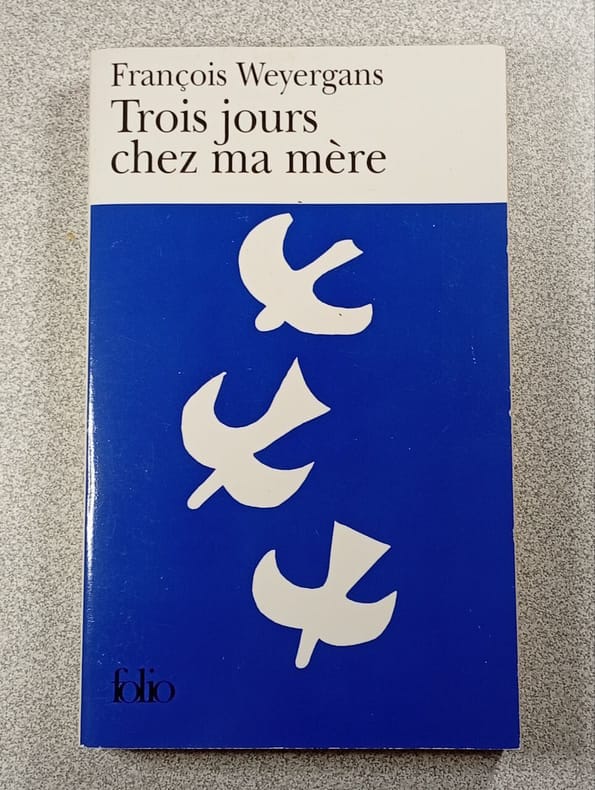 François Weyergans
Trois jours
chez ma mère
folio